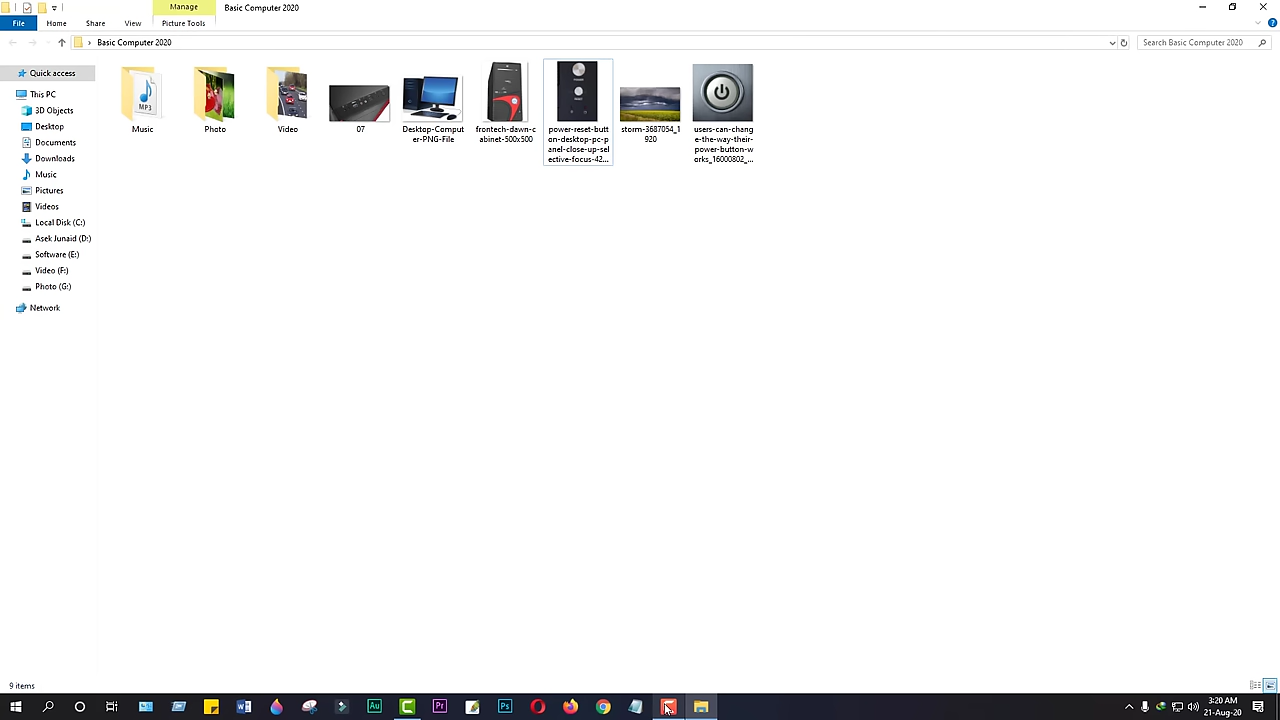 Manage
Basic Computer 2020
File
Home
Share
View
Picture Tools
Basic Computer 2020
Search Basic Computer 2020
Quick access
This PC
3D Objects
Desktop
Documents
Downloads
Music
Pictures
Videos
Local Disk (C:)
Asek Junaid (D:)
Software (E:)
Video (F:)
Photo (G:)
Network
MP3
Music
Photo
Video
07
Desktop-Comput
er-PNG-File
frontech-dawn-c
abinet-500x500
power-reset-butt
on-desktop-pc-p
anel-close-up-sel
ective-focus-42...
storm-3687054_1
920
users-can-chang
e-the-way-their-
power-button-w
orks_16000802_...
9 items
Au
Pr
Ps
3:20 AM
21-Aug-20